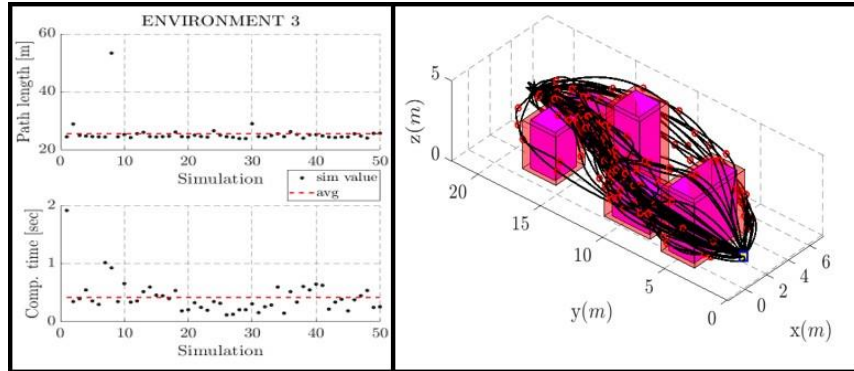 ENVIRONMENT 3
Path length [m]
60
40
20
0 10 20 30 40 50
Simulation
sim value
avg
Comp. time [sec]
2
1
0
0 10 20 30 40 50
Simulation
z(m)
5
0
20
15
10
5
0
y(m)
0
2
4
6
x(m)